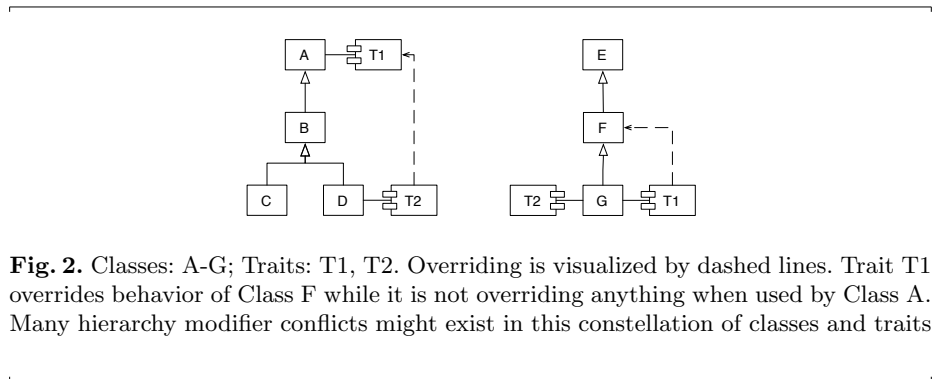 A T1 E
B F
C D T2 T2 G T1
Fig. 2. Classes: A-G; Traits: T1, T2. Overriding is visualized by dashed lines. Trait T1
overrides behavior of Class F while it is not overriding anything when used by Class A.
Many hierarchy modifier conflicts might exist in this constellation of classes and traits